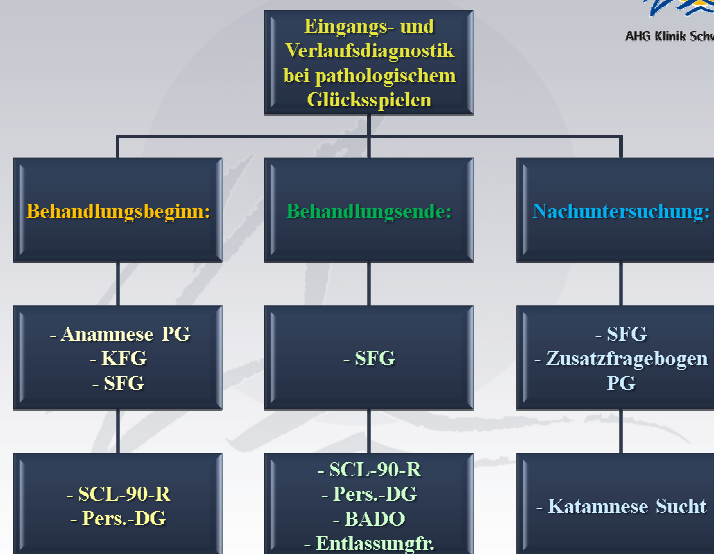 Eingangs- und
Verlaufsdiagnostik
bei pathologischem
Glücksspielen
AHG Klinik
Behandlungsbeginn:
Behandlungsende:
Nachuntersuchung:
- Anamnese PG
- KFG
- SFG
- SFG
- SFG
- Zusatzfragebogen
PG
- SCL-90-R
- Pers.-DG
- SCL-90-R
- Pers.-DG
- BADO
- Entlassungfr.
- Katamnese Sucht